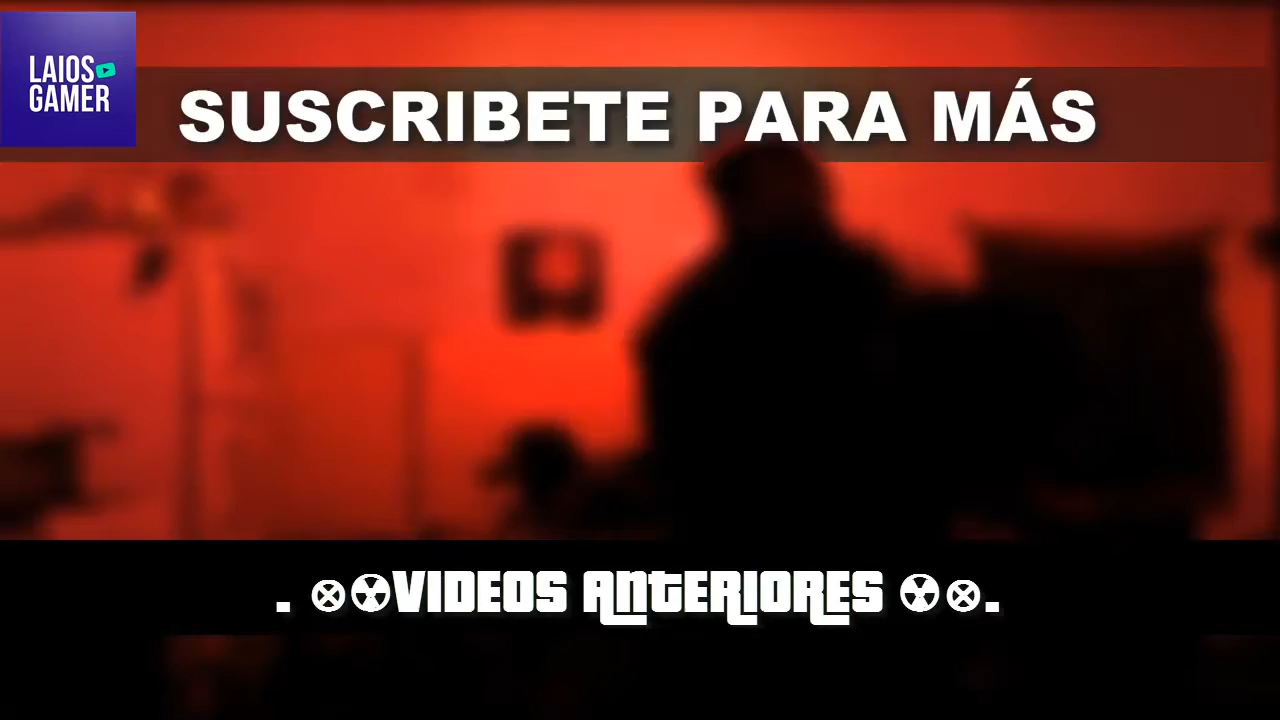 LAIOS
GAMER
SUSCRIBETE PARA MÁS
. ⊗☢VIDEOS ANTERIORES ☢⊗.